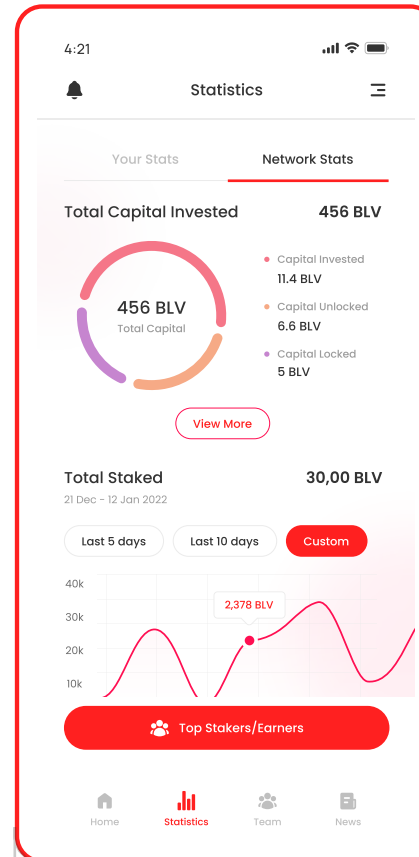 4:21
Statistics
Your Stats Network Stats
Total Capital Invested 456 BLV
456 BLV
Total Capital
Capital Invested
11.4 BLV
Capital Unlocked
6.6 BLV
Capital Locked
5 BLV
View More
Total Staked 30,00 BLV
21 Dec - 12 Jan 2022
Last 5 days Last 10 days Custom
40k
2,378 BLV
30k
20k
10k
Top Stakers/Earners
Home Statistics Team News